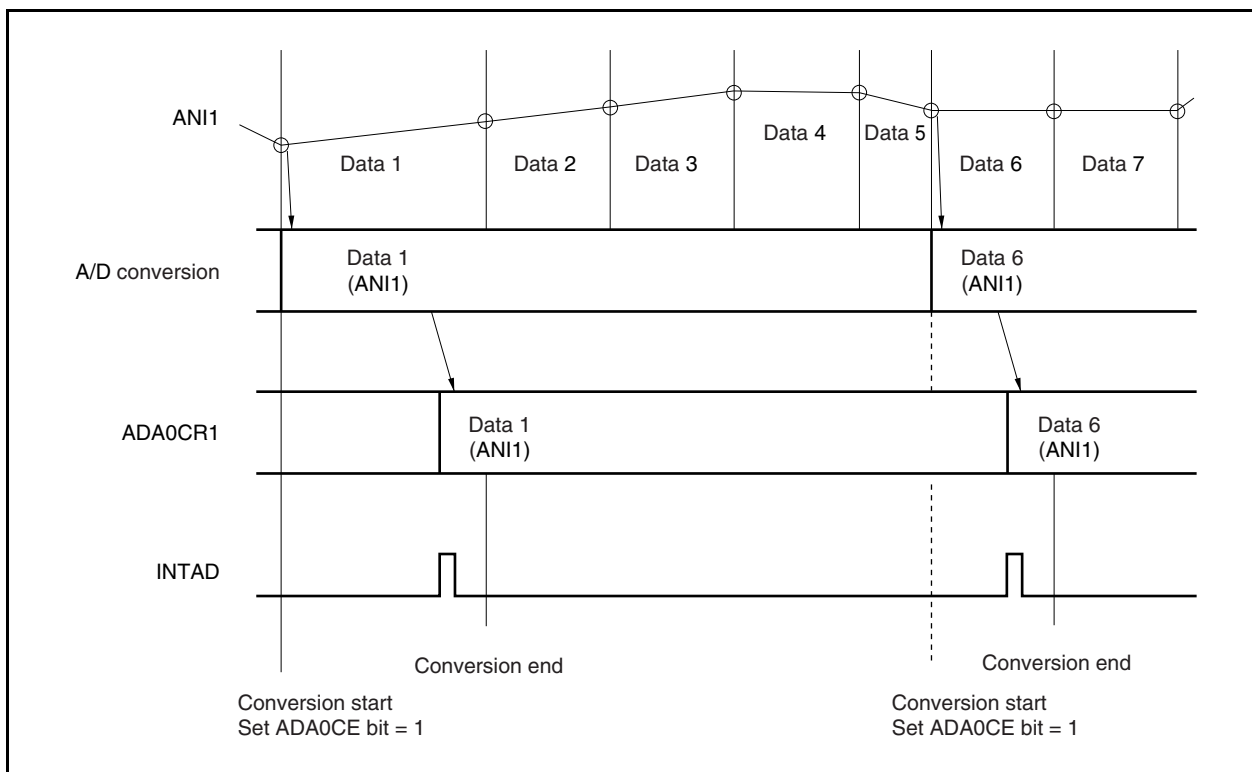 ANI1
Data 1
Data 2
Data 3
Data 4
Data 5
Data 6
Data 7
A/D conversion
Data 1
(ANI1)
Data 6
(ANI1)
ADA0CR1
Data 1
(ANI1)
Data 6
(ANI1)
INTAD
Conversion end
Conversion end
Conversion start
Set ADA0CE bit = 1
Conversion start
Set ADA0CE bit = 1